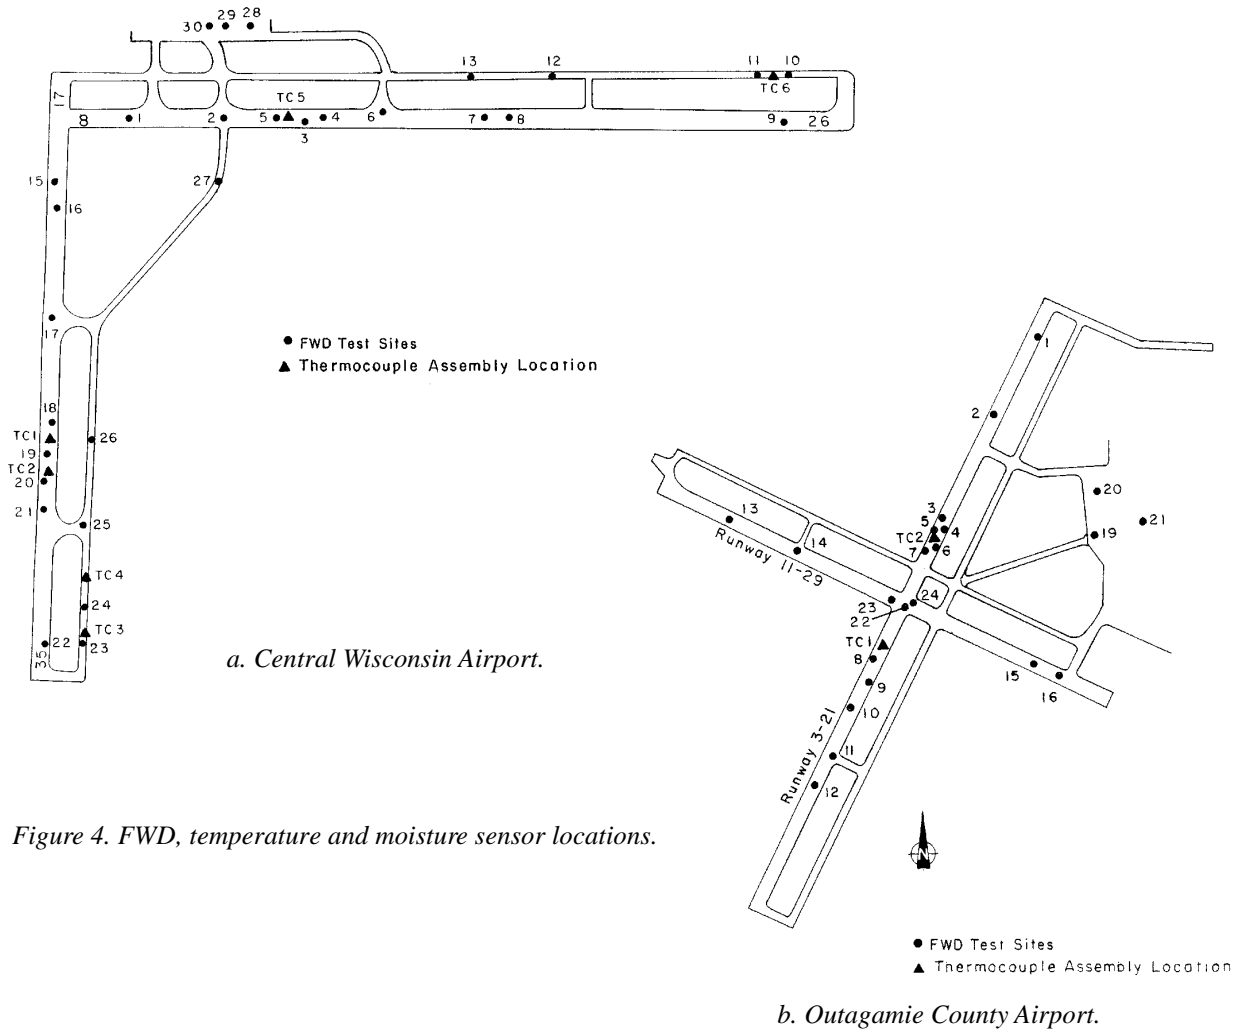 30 29 28
13 12 11 10
TC6
17
TC5
8 1 2 5 4 6 7 8 9 26
3
15 27
16
17
FWD Test Sites
Thermocouple Assembly Location
18
TC1 26
19
TC2
20
21 25
TC4
24
TC3
35 22 23
a. Central Wisconsin Airport.
1
2
20
13 3 21
5 4
TC2 19
14 7 6
Runway 11-29
24
23
22
TC1
8
15
9 16
10
Runway 3-21
11
12
Figure 4. FWD, temperature and moisture sensor locations.
N
FWD Test Sites
Thermocouple Assembly Location
b. Outagamie County Airport.